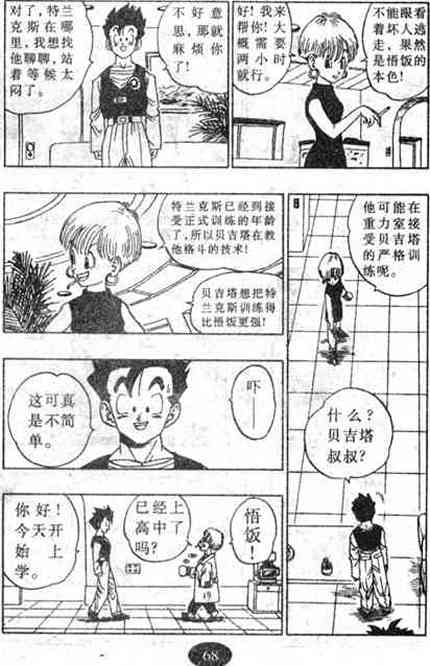 不能眼看
着坏人逃
走，果然
是悟饭的
本色！
好！我来
帮你！大
概需要
两小时
就行。
不好意
思，那就
麻烦你
了！
对了，特兰
克斯在哪
里，我想找
他聊聊，站
着等候太
闷了。
他可能在
重力室接
受贝吉塔
的严格训
练呢。
什么？
贝吉塔
叔叔？
特兰克斯已经到接
受正式训练的年龄
了，所以贝吉塔在教
他格斗的技术！
贝吉塔想把特
兰克斯训练得
比悟饭更强！
吓——
这可真
是不简
单。
悟饭！
已经上
高中了
吗？
你好！
今天开
始上
学。
68